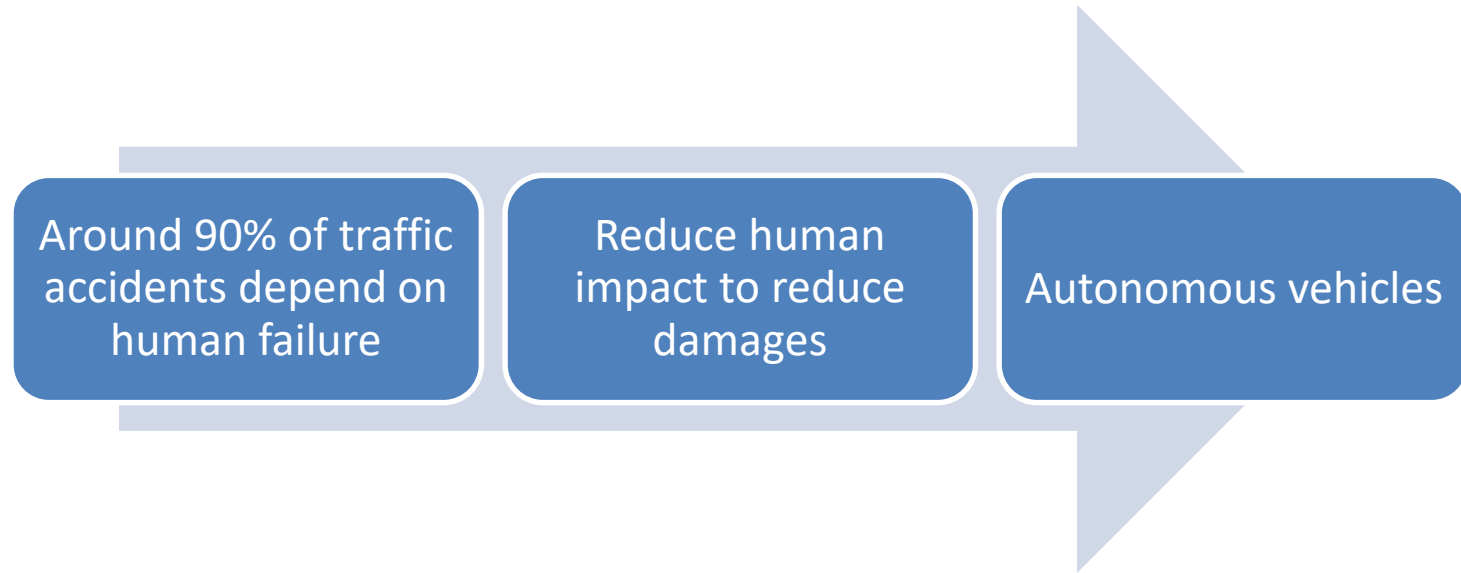 Around 90% of traffic
accidents depend on
human failure
Reduce human
impact to reduce
damages
Autonomous vehicles